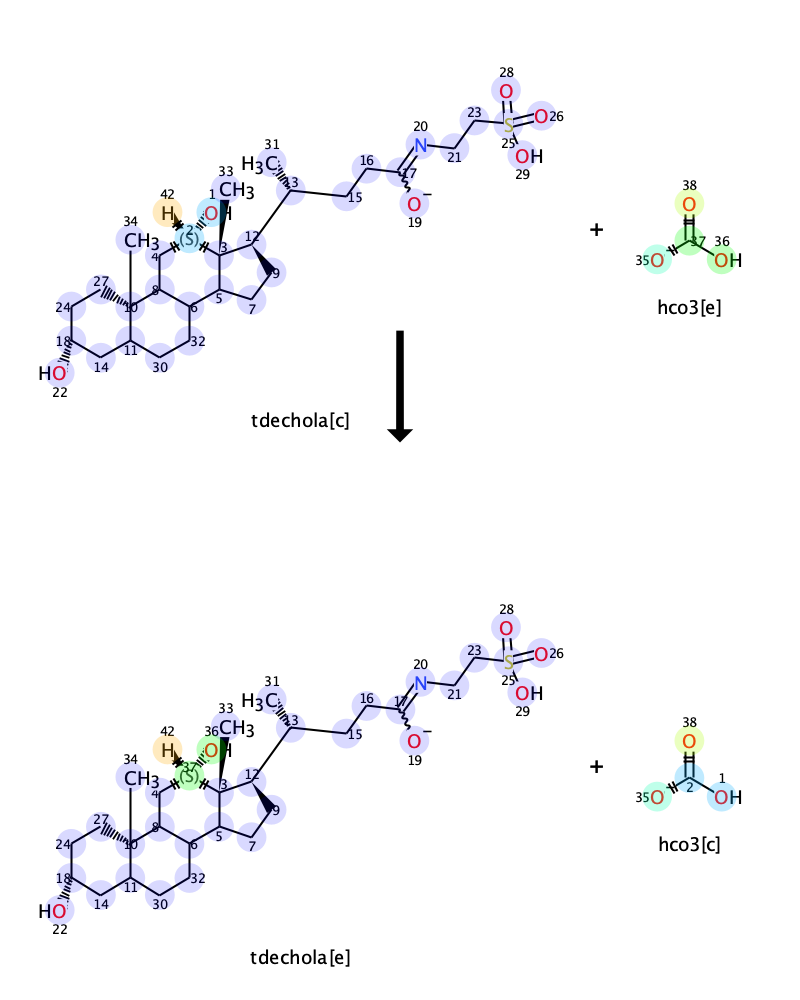 28
O
23
O 26
20
S
N
25
OH
29
21
31
H3C
16
17
33
CH3
13
15
O −
19
42
1
H
OH
38
O
34
CH3
2
(S)
12
3
4
+
37
36
35 O
OH
hco3[e]
27
8
9
24
10
6
5
7
18
11
32
14
30
HO
22
tdechola[c]
28
O
23
O 26
20
S
N
25
OH
29
21
31
H3C
16
17
33
CH3
13
15
O −
19
42
36
H
OH
38
O
34
CH3
37
(S)
12
3
4
+
2
1
35 O
OH
hco3[c]
27
8
9
24
10
6
5
7
18
11
32
14
30
HO
22
tdechola[e]